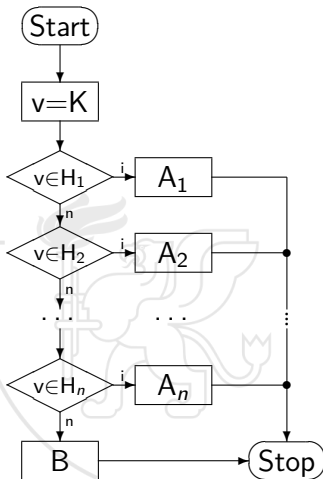 Start
v=K
v∈H₁ i A₁
n
v∈H₂ i A₂
n
. . . . . .
v∈Hₙ i Aₙ
n
B Stop